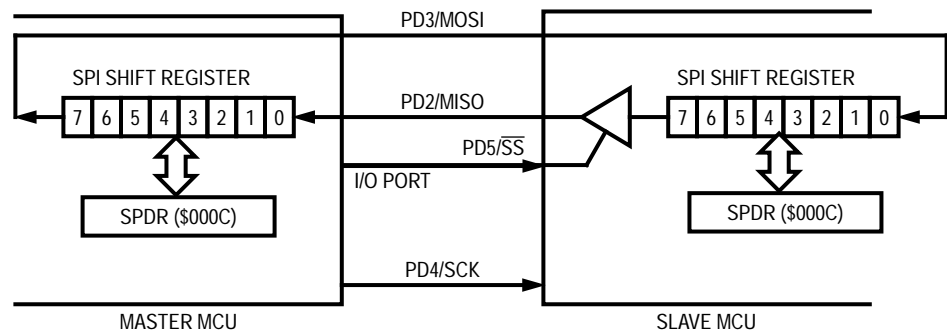 PD3/MOSI
SPI SHIFT REGISTER
SPI SHIFT REGISTER
7 6 5 4 3 2 1 0
PD2/MISO
7 6 5 4 3 2 1 0
PD5/S̅S̅
I/O PORT
SPDR ($000C)
SPDR ($000C)
PD4/SCK
MASTER MCU
SLAVE MCU